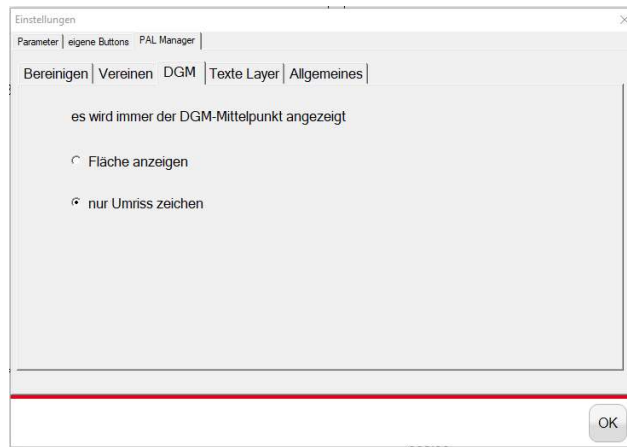 Einstellungen
Parameter eigene Buttons PAL Manager
Bereinigen Vereinen DGM Texte Layer Allgemeines
es wird immer der DGM-Mittelpunkt angezeigt
Fläche anzeigen
nur Umriss zeichen
OK